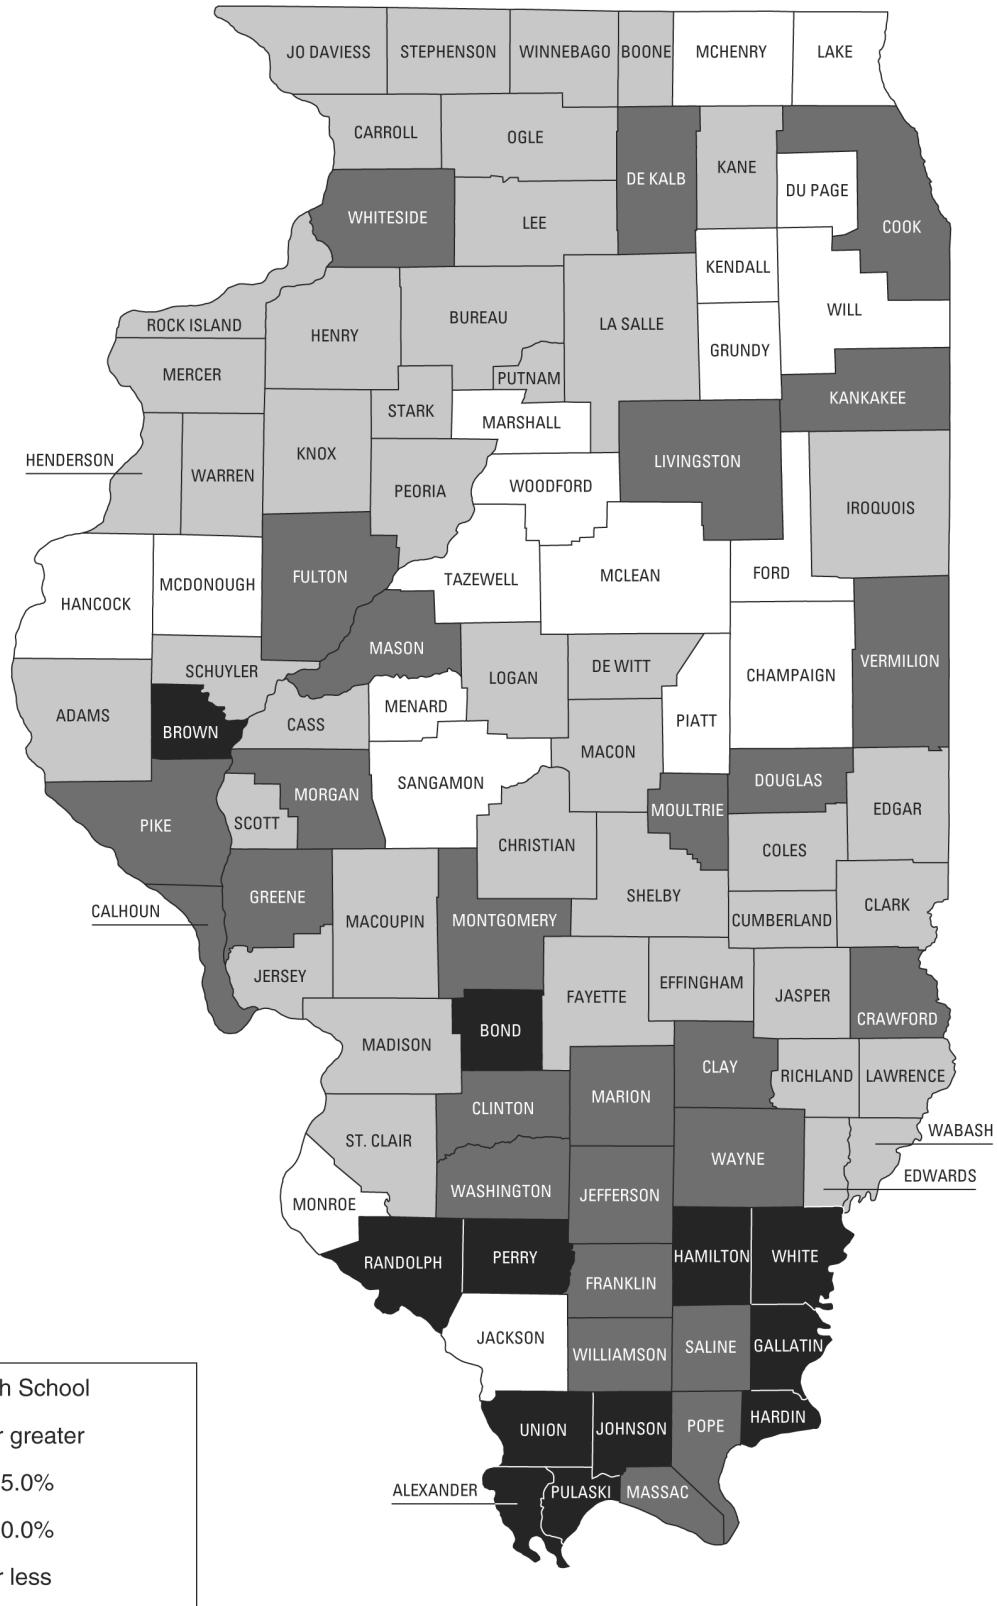 JO DAVIESS
STEPHENSON
WINNEBAGO
BOONE
MCHENRY
LAKE
CARROLL
OGLE
DE KALB
KANE
DU PAGE
COOK
WHITESIDE
LEE
KENDALL
WILL
ROCK ISLAND
HENRY
BUREAU
LA SALLE
GRUNDY
MERCER
PUTNAM
KANKAKEE
STARK
MARSHALL
HENDERSON
WARREN
KNOX
PEORIA
WOODFORD
LIVINGSTON
IROQUOIS
HANCOCK
MCDONOUGH
FULTON
TAZEWELL
MCLEAN
FORD
MASON
VERMILION
SCHUYLER
LOGAN
DE WITT
CHAMPAIGN
ADAMS
BROWN
CASS
MENARD
PIATT
MACON
SANGAMON
MORGAN
DOUGLAS
MOULTRIE
EDGAR
PIKE
SCOTT
CHRISTIAN
COLES
CALHOUN
GREENE
MACOUPIN
MONTGOMERY
SHELBY
CUMBERLAND
CLARK
JERSEY
FAYETTE
EFFINGHAM
JASPER
CRAWFORD
MADISON
BOND
CLAY
RICHLAND
LAWRENCE
MARION
CLINTON
ST. CLAIR
WAYNE
WABASH
EDWARDS
WASHINGTON
JEFFERSON
MONROE
RANDOLPH
PERRY
HAMILTON
WHITE
FRANKLIN
JACKSON
WILLIAMSON
SALINE
GALLATIN
UNION
JOHNSON
POPE
HARDIN
ALEXANDER
PULASKI
MASSAC
h School
r greater
5.0%
0.0%
r less